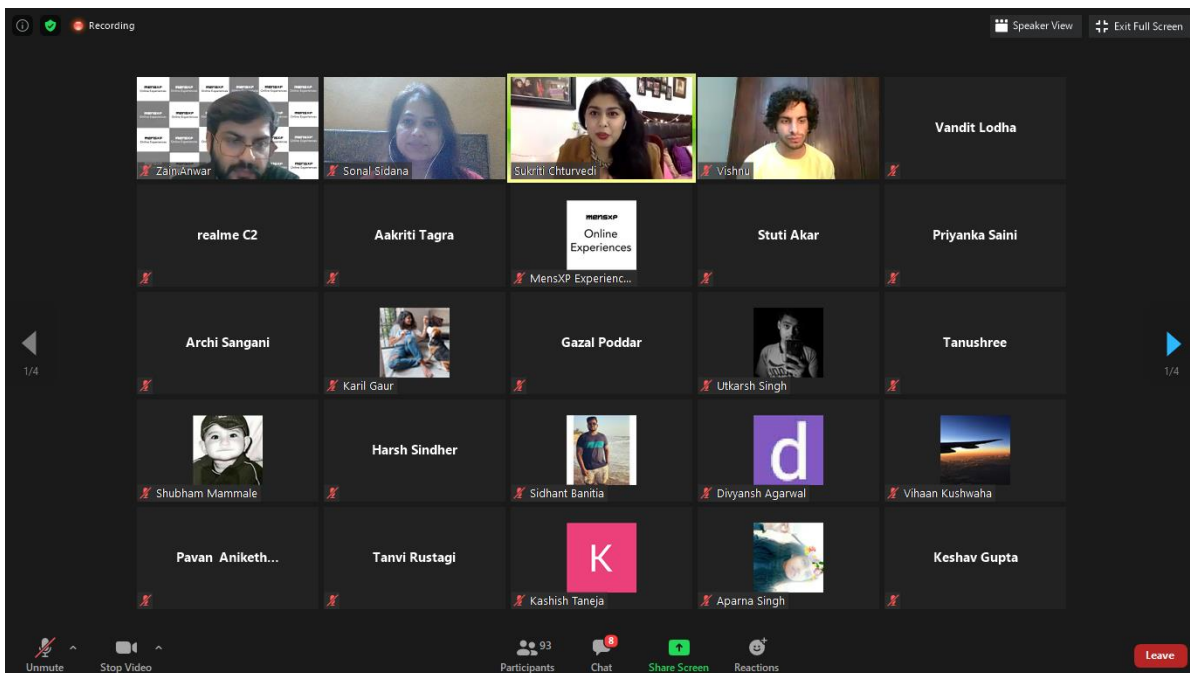 Recording
Speaker View
Exit Full Screen
Zain.Anwar
Sonal Sidana
Sukriti Chturvedi
Vishnu
Vandit Lodha
realme C2
Aakriti Tagra
mensxp
Online
Experiences
MensXP Experienc...
Stuti Akar
Priyanka Saini
Archi Sangani
Karil Gaur
Gazal Poddar
Utkarsh Singh
Tanushree
1/4
1/4
Shubham Mammale
Harsh Sindher
Sidhant Banitia
d
Divyansh Agarwal
Vihaan Kushwaha
Pavan Aniketh...
Tanvi Rustagi
K
Kashish Taneja
Aparna Singh
Keshav Gupta
Unmute
Stop Video
93
Participants
8
Chat
Share Screen
Reactions
Leave